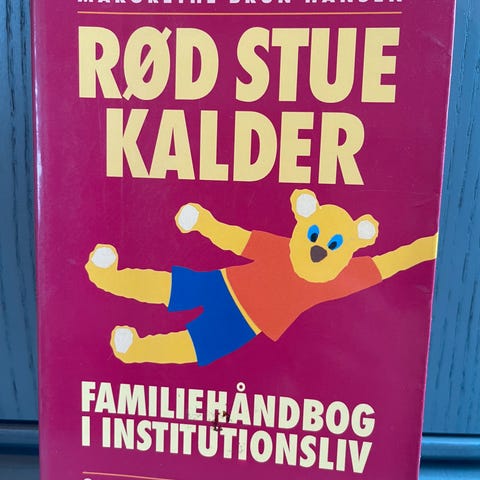 MARGRETHE BRUN HANSEN
RØD STUE
KALDER
FAMILIEHÅNDBOG
I INSTITUTIONSLIV